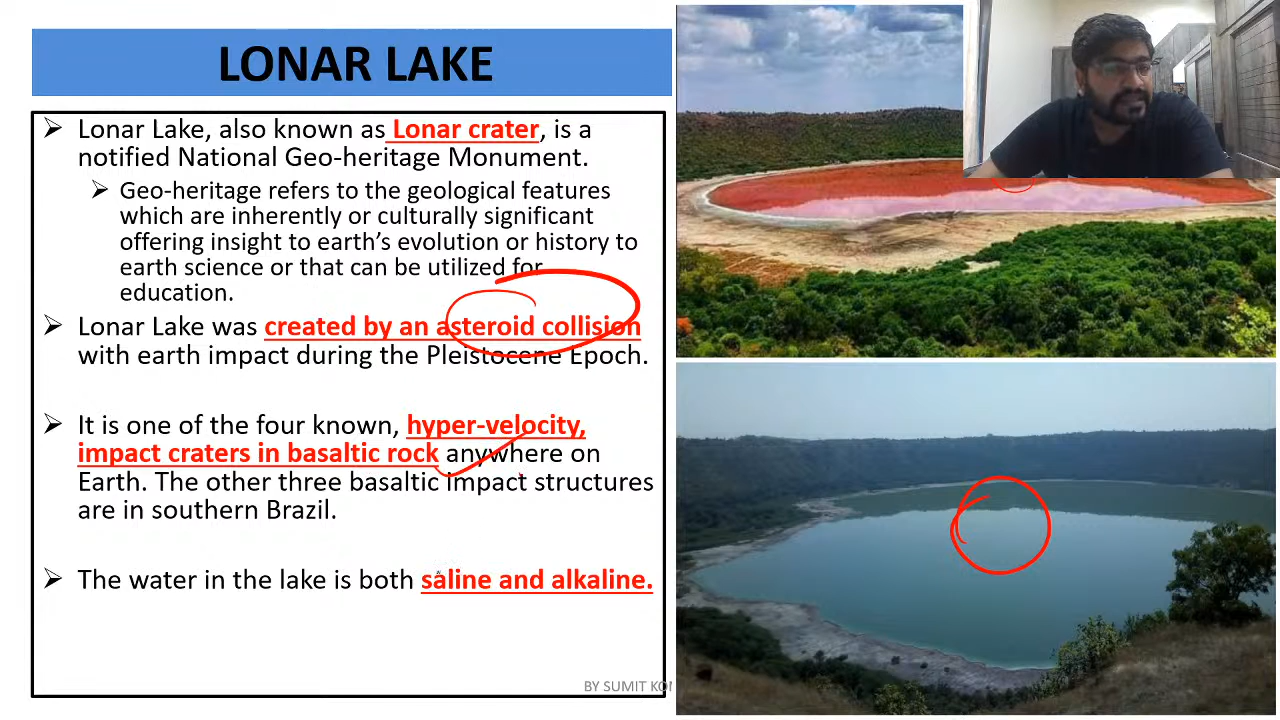 LONAR LAKE
➢ Lonar Lake, also known as Lonar crater, is a
notified National Geo-heritage Monument.
➢ Geo-heritage refers to the geological features
which are inherently or culturally significant
offering insight to earth's evolution or history to
earth science or that can be utilized for
education.
➢ Lonar Lake was created by an asteroid collision
with earth impact during the Pleistocene Epoch.
➢ It is one of the four known, hyper-velocity,
impact craters in basaltic rock anywhere on
Earth. The other three basaltic impact structures
are in southern Brazil.
➢ The water in the lake is both saline and alkaline.
BY SUMIT